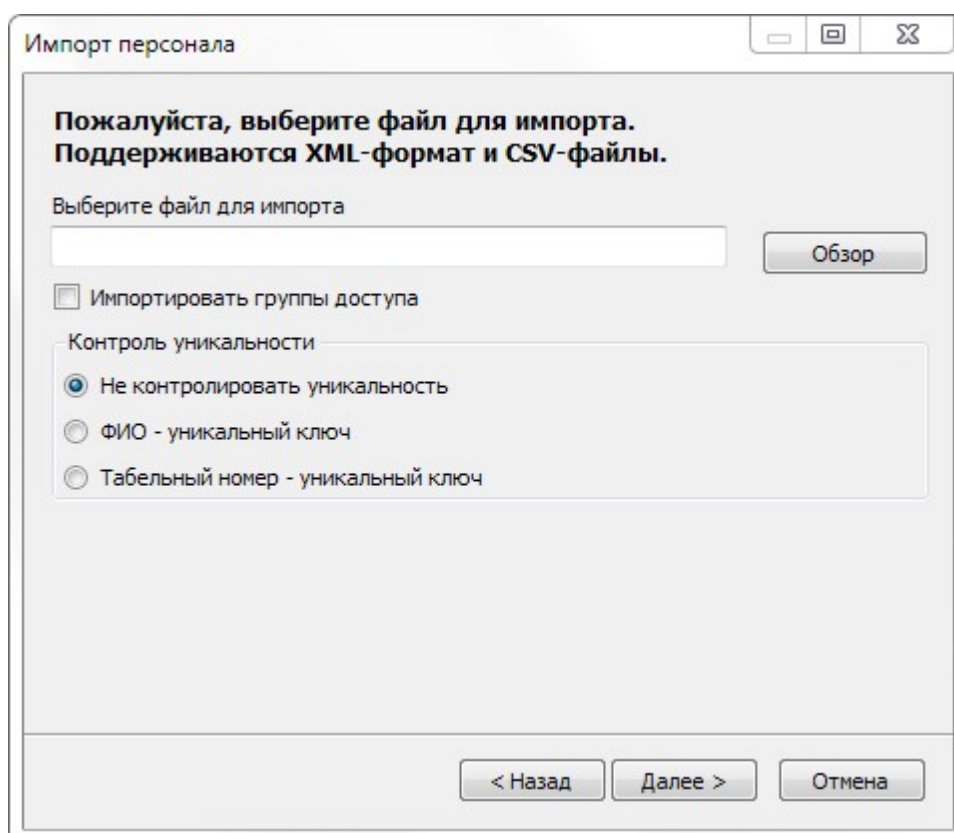 Импорт персонала
Пожалуйста, выберите файл для импорта.
Поддерживаются XML-формат и CSV-файлы.
Выберите файл для импорта
Обзор
Импортировать группы доступа
Контроль уникальности
Не контролировать уникальность
ФИО - уникальный ключ
Табельный номер - уникальный ключ
< Назад Далее > Отмена